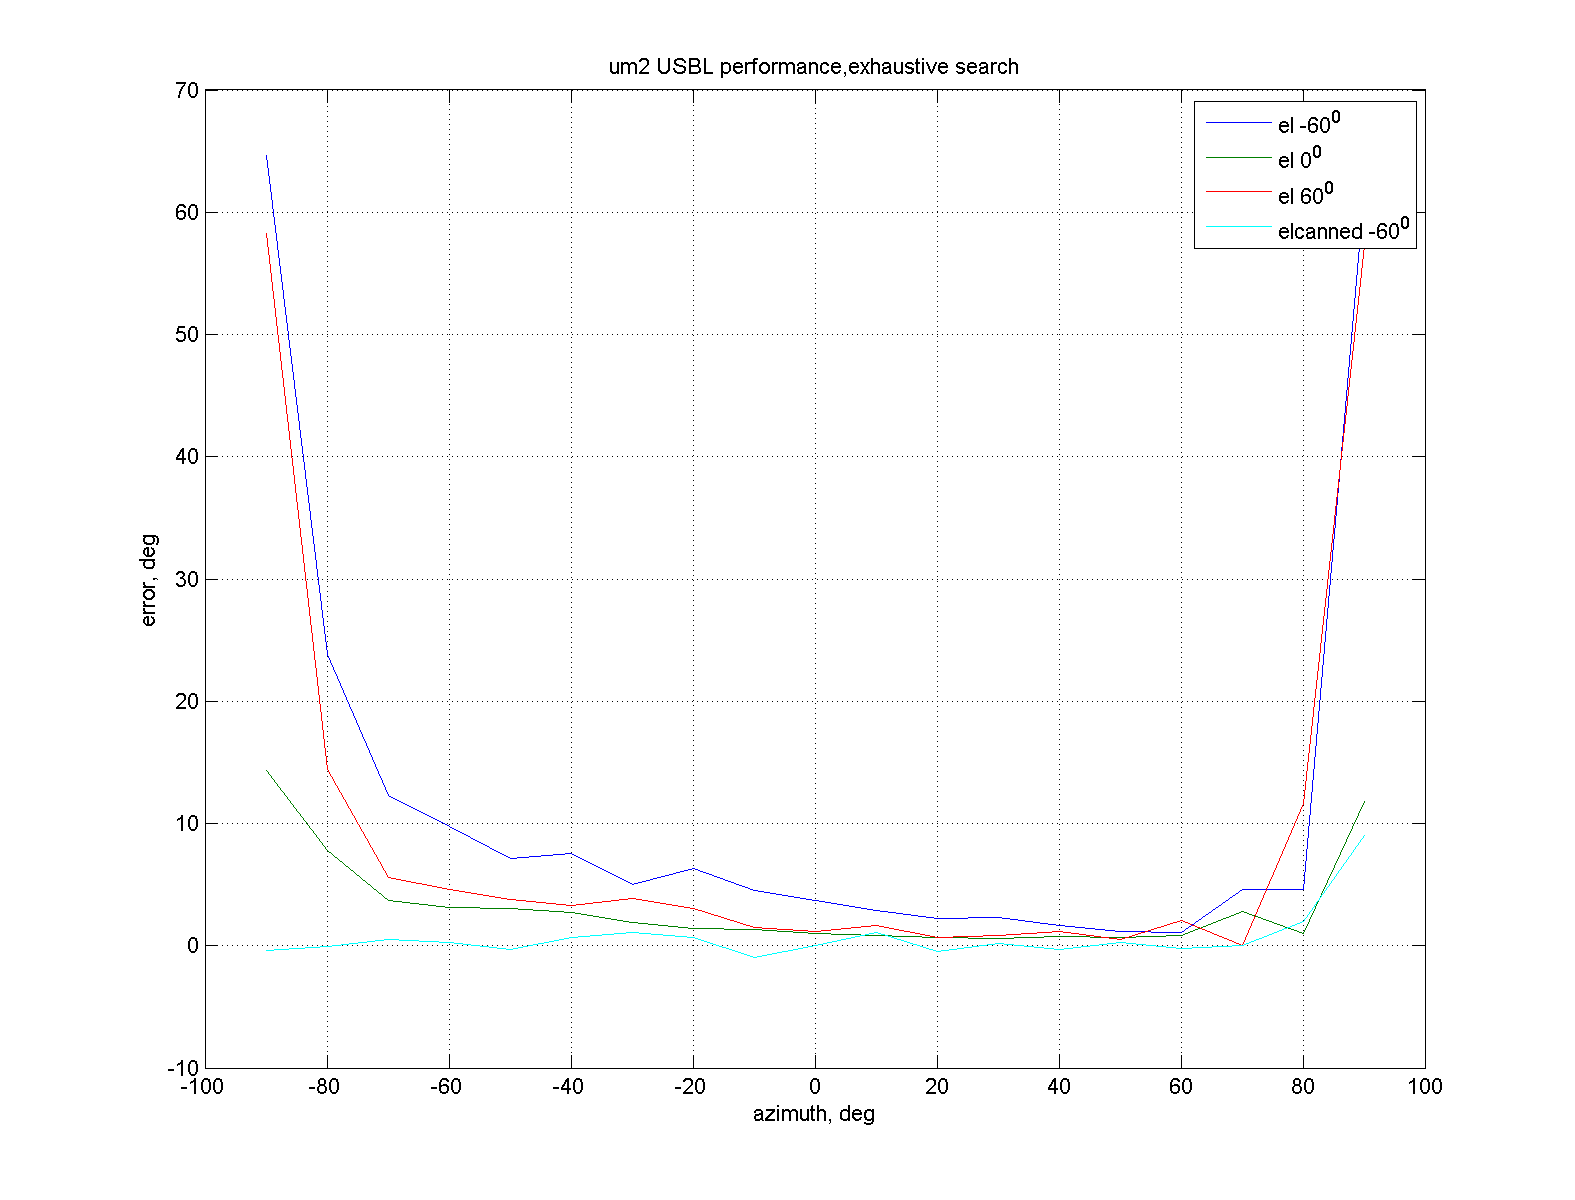 um2 USBL performance,exhaustive search
70
60
50
40
30
20
10
0
-10
error, deg
el -60⁰
el 0⁰
el 60⁰
elcanned -60⁰
-100 -80 -60 -40 -20 0 20 40 60 80 100
azimuth, deg